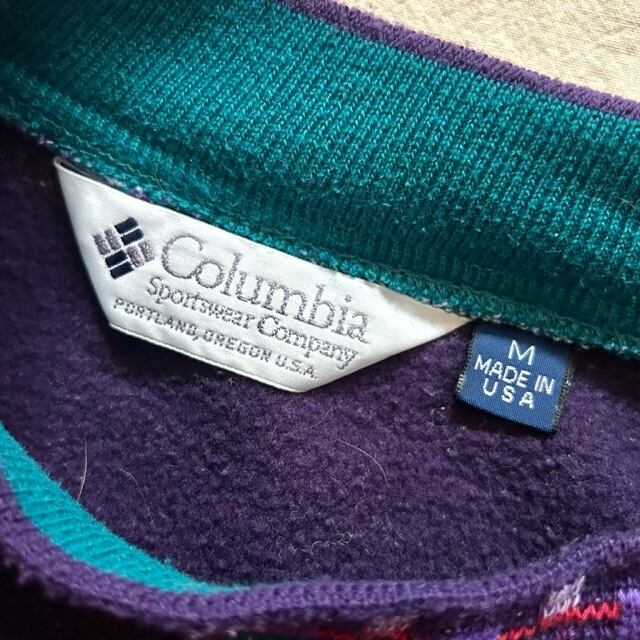 Columbia
Sportswear Company
PORTLAND, OREGON U.S.A.
M
MADE IN
USA